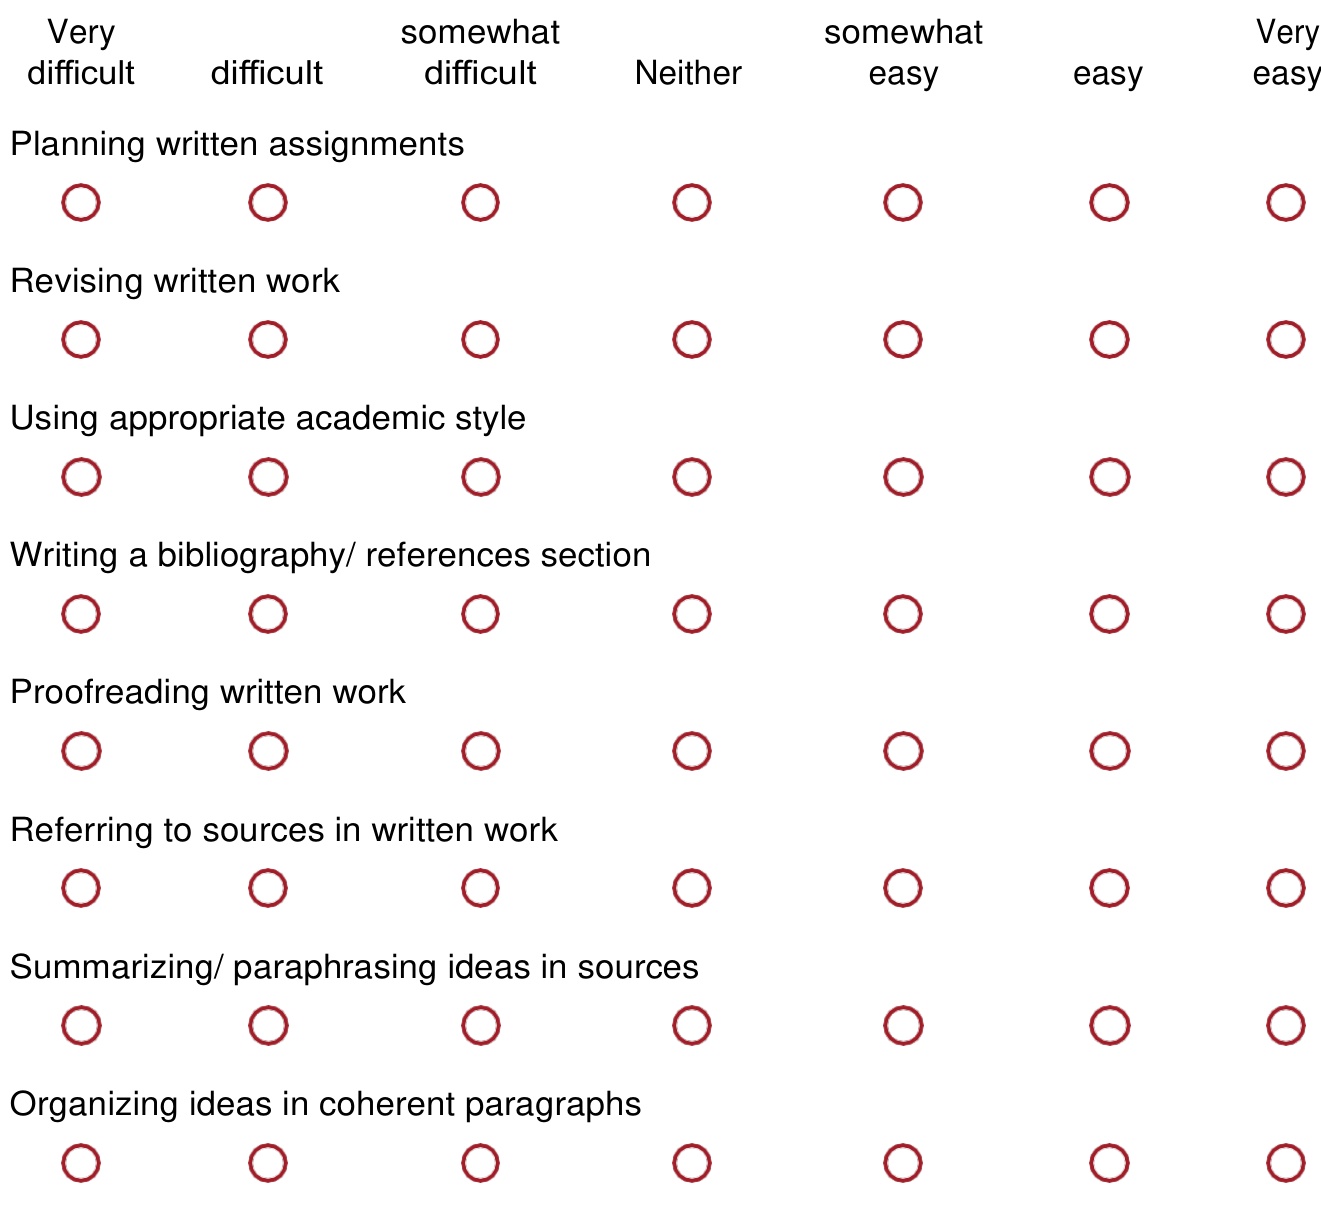 Very somewhat somewhat Very
difficult difficult difficult Neither easy easy easy
Planning written assignments
Revising written work
Using appropriate academic style
Writing a bibliography/ references section
Proofreading written work
Referring to sources in written work
Summarizing/ paraphrasing ideas in sources
Organizing ideas in coherent paragraphs